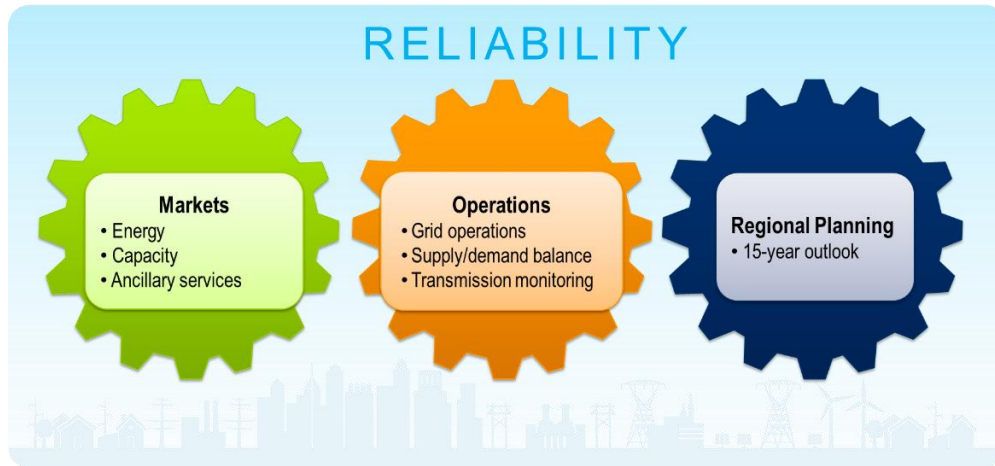 RELIABILITY
Markets
• Energy
• Capacity
• Ancillary services
Operations
• Grid operations
• Supply/demand balance
• Transmission monitoring
Regional Planning
• 15-year outlook